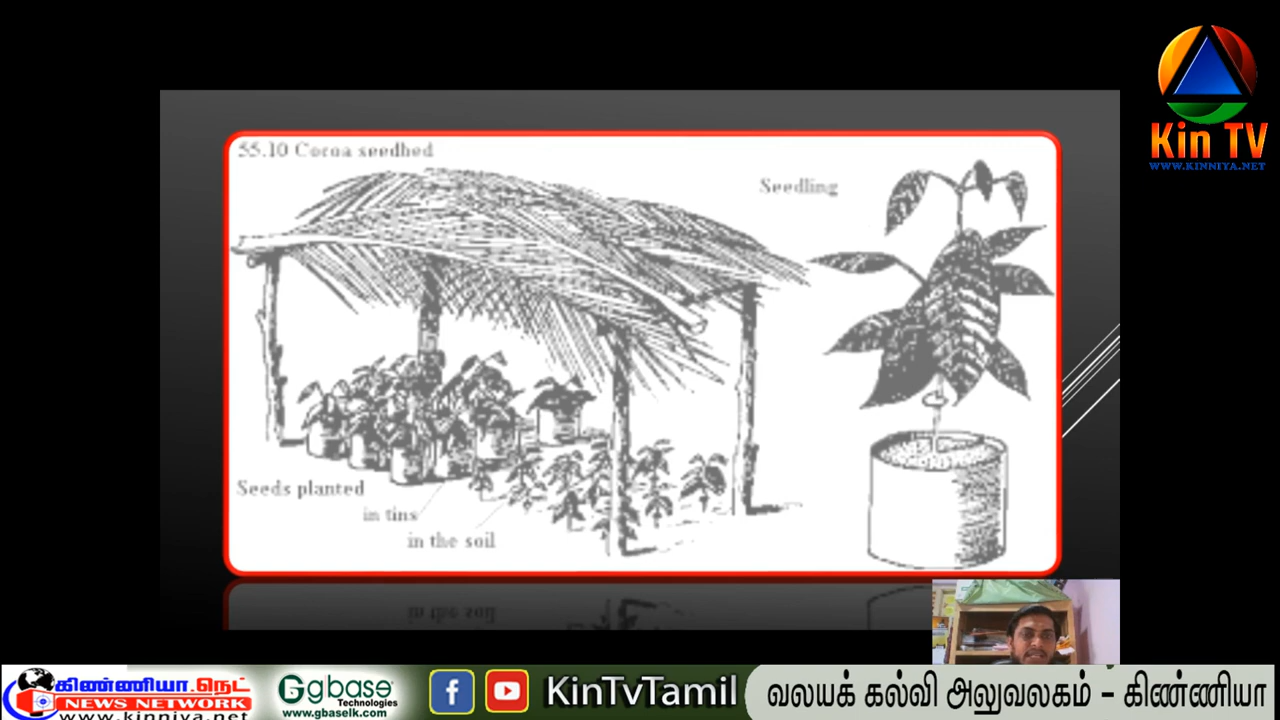 55.10 Cocoa seedbed
Seedling
Seeds planted
in tins
in the soil
Kin TV
WWW.KINNIYA.NET
கிண்ணியா.நெட்
NEWS NETWORK
www.kinniya.net
Ggbase
Technologies
www.gbaselk.com
KinTvTamil
வலயக் கல்வி அலுவலகம் - கிண்ணியா